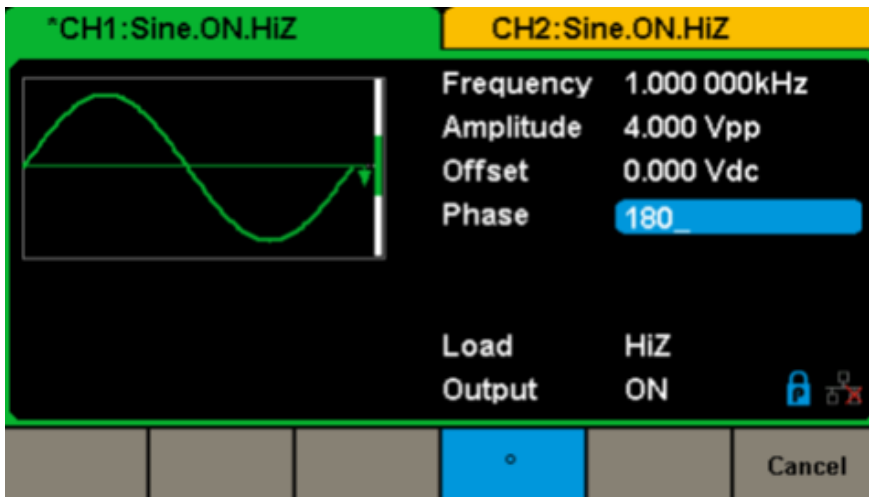 *CH1:Sine.ON.HiZ CH2:Sine.ON.HiZ
Frequency 1.000 000kHz
Amplitude 4.000 Vpp
Offset 0.000 Vdc
Phase 180_
Load HiZ
Output ON
° Cancel